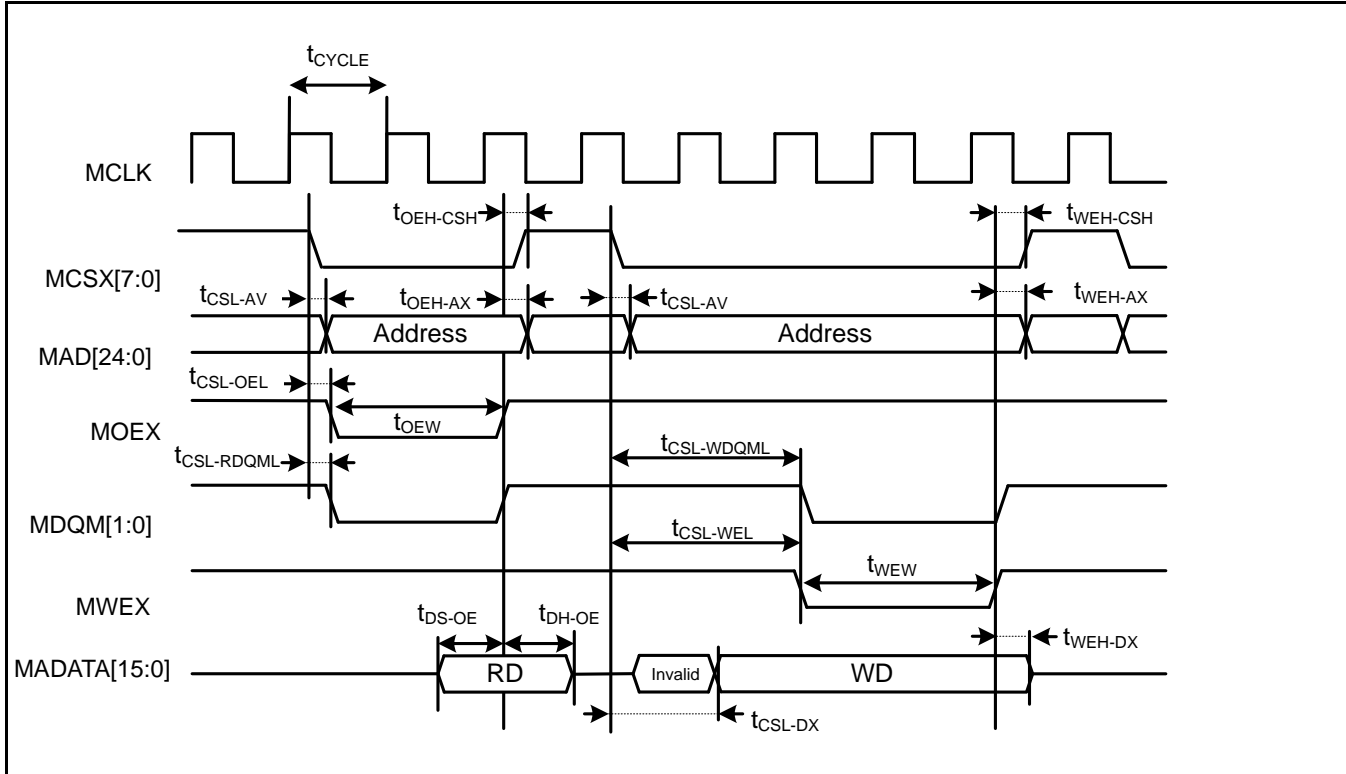 tCYCLE
MCLK
tOEH-CSH
tWEH-CSH
MCSX[7:0]
tCSL-AV
tOEH-AX
tCSL-AV
tWEH-AX
Address
Address
MAD[24:0]
tCSL-OEL
tOEW
MOEX
tCSL-WDQML
tCSL-RDQML
MDQM[1:0]
tCSL-WEL
tWEW
MWEX
tDS-OE
tDH-OE
tWEH-DX
MADATA[15:0]
RD
Invalid
WD
tCSL-DX